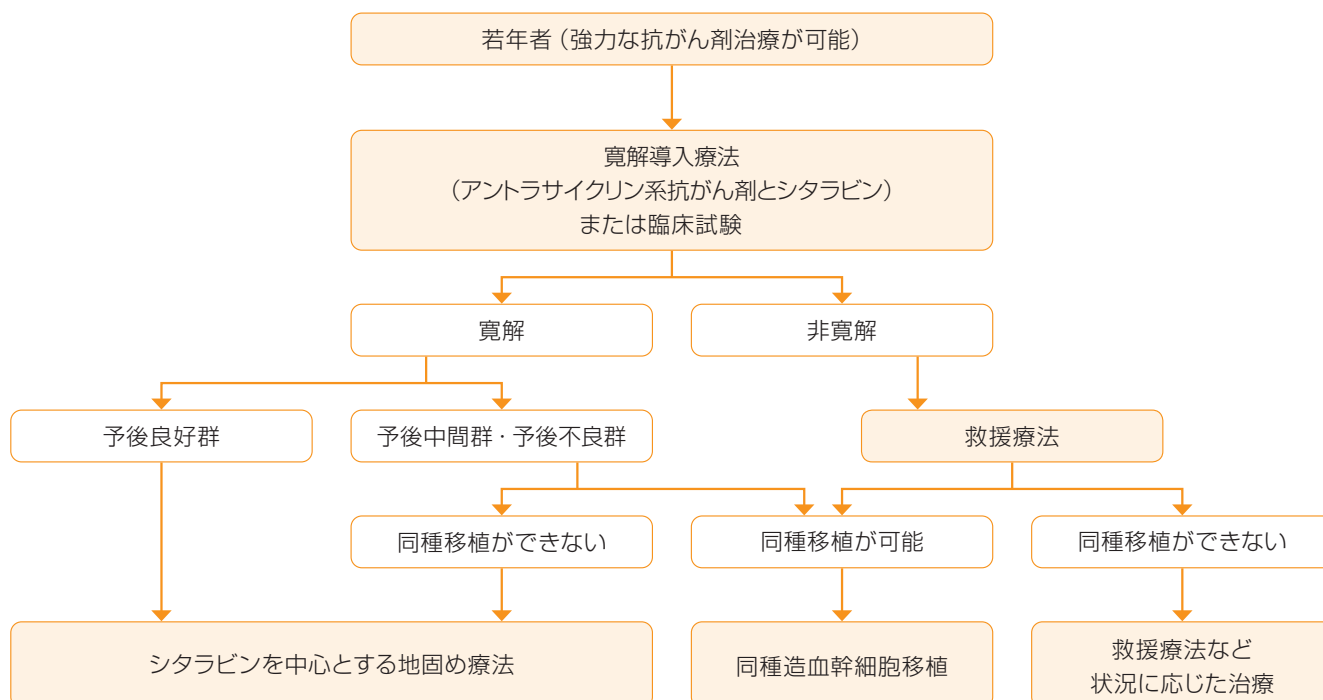 若年者（強力な抗がん剤治療が可能）
寛解導入療法
（アントラサイクリン系抗がん剤とシタラビン）
または臨床試験
寛解
非寛解
予後良好群
予後中間群・予後不良群
救援療法
同種移植ができない
同種移植が可能
同種移植ができない
シタラビンを中心とする地固め療法
同種造血幹細胞移植
救援療法など
状況に応じた治療